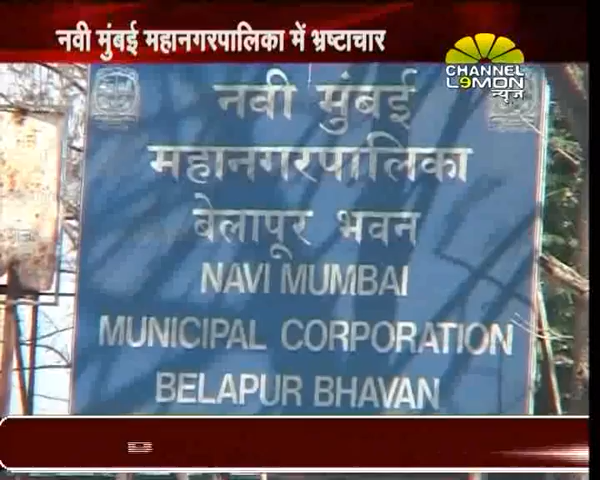 नवी मुंबई महानगरपालिका में भ्रष्टाचार
CHANNEL
LEMON
न्यूज़
नवी मुंबई
महानगरपालिका
बेलापूर भवन
NAVI MUMBAI
MUNICIPAL CORPORATION
BELAPUR BHAVAN